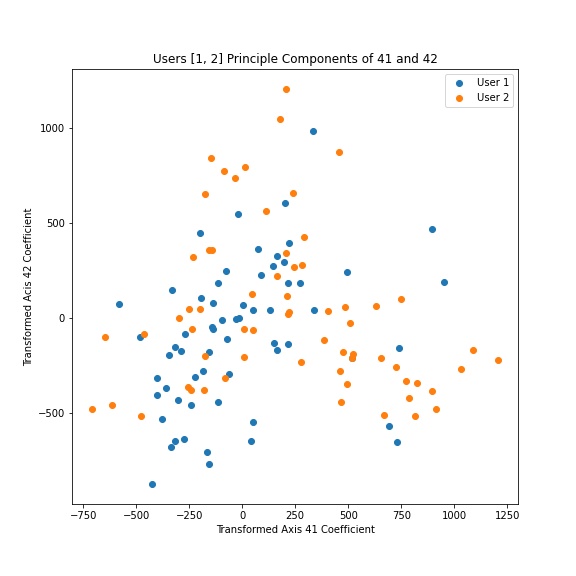 Users [1, 2] Principle Components of 41 and 42
User 1
User 2
Transformed Acis 42 Coefficient
1000
500
0
−500
−750
−500
−250
0
250
500
750
1000
1250
Transformed Axis 41 Coefficient